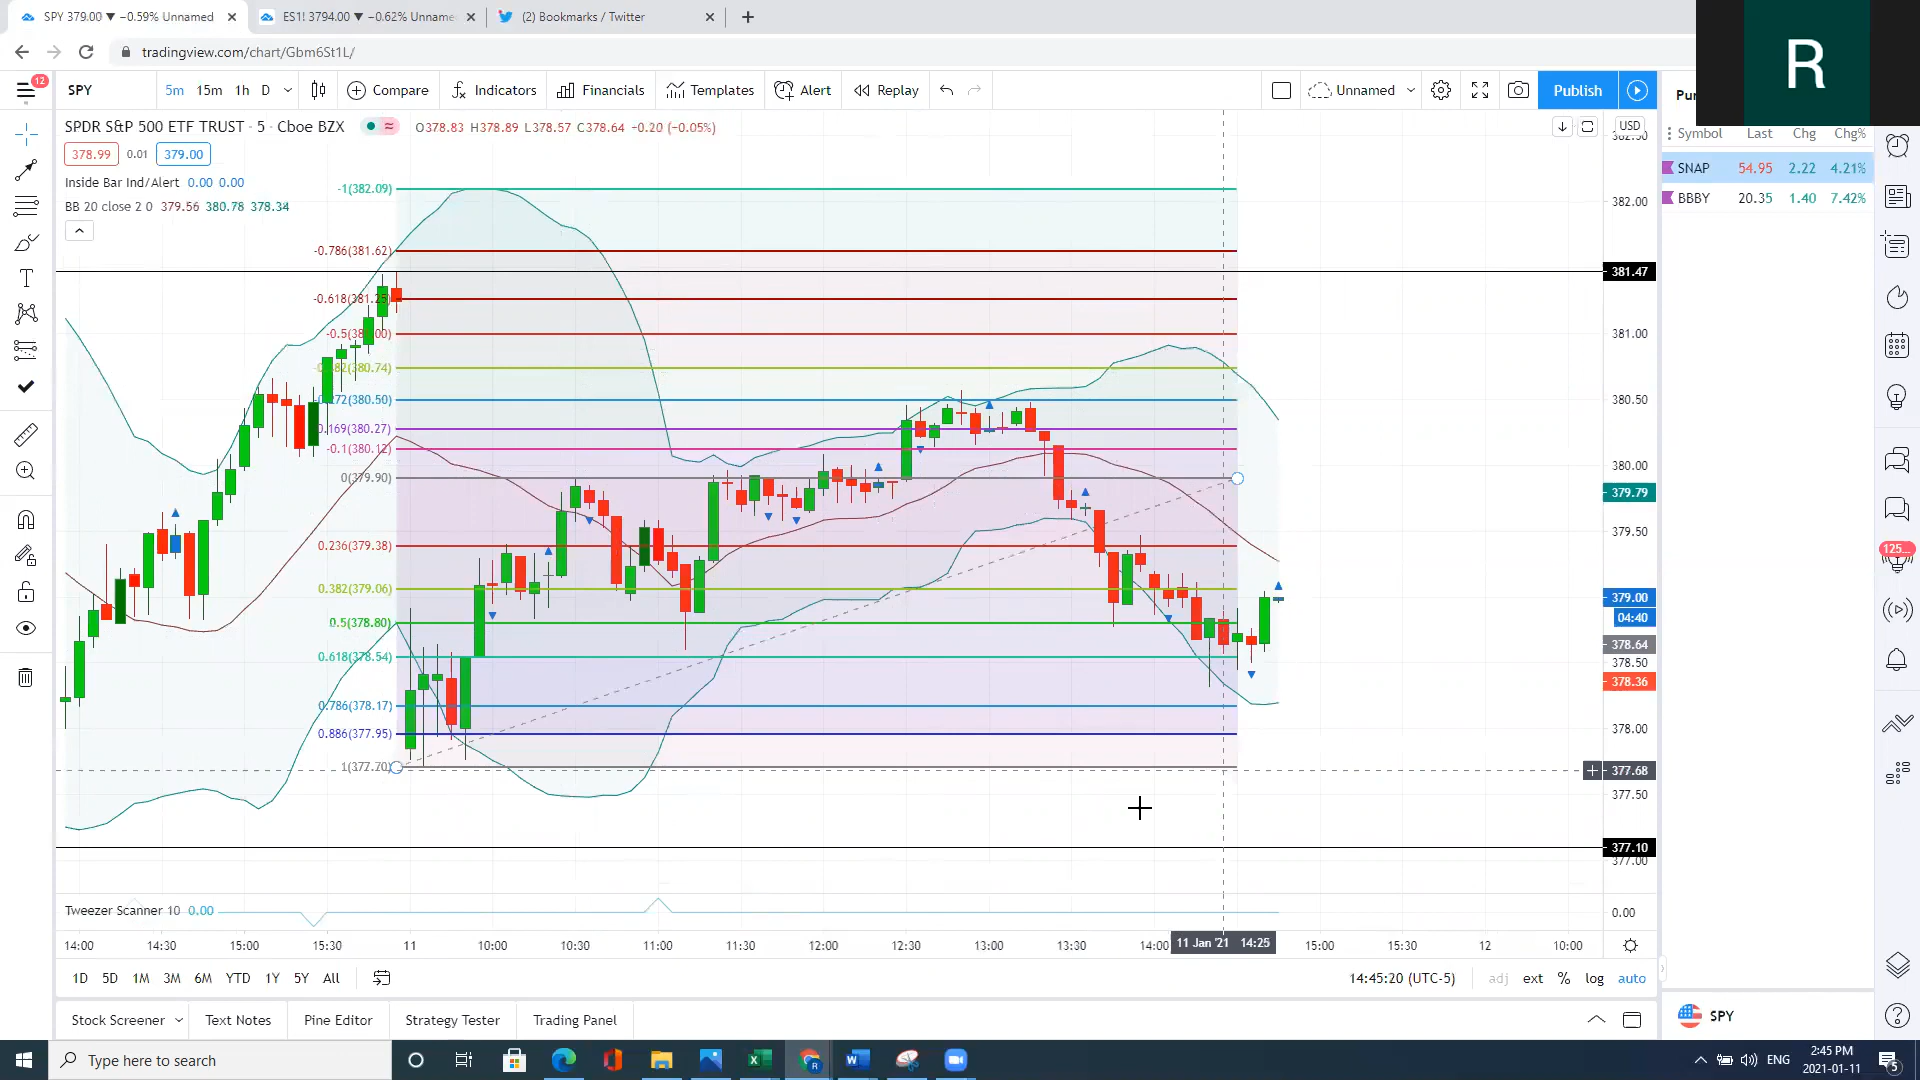 SPY 379.00 ▼ −0.59% Unnamed
ES1! 3794.00 ▼ −0.62% Unname
(2) Bookmarks / Twitter
tradingview.com/chart/Gbm6St1L/
R
12
SPY 5m 15m 1h D Compare Indicators Financials Templates Alert Replay Unnamed Publish
SPDR S&P 500 ETF TRUST · 5 · Cboe BZX O378.83 H378.89 L378.57 C378.64 −0.20 (−0.05%)
USD
Symbol Last Chg Chg%
378.99 0.01 379.00
SNAP 54.95 2.22 4.21%
Inside Bar Ind/Alert 0.00 0.00
BBBY 20.35 1.40 7.42%
BB 20 close 2 0 379.56 380.78 378.34
-1(382.09)
382.00
-0.786(381.62)
381.47
-0.618(381.25)
381.00
380.50
-0.1(380.12)
380.00
0(379.90)
379.79
379.50
0.236(379.38)
125...
0.382(379.06)
379.00
04:40
0.5(378.80)
378.64
0.618(378.54)
378.50
378.36
0.786(378.17)
378.00
0.886(377.95)
1(377.70)
377.68
377.50
377.10
377.00
Tweezer Scanner 10 0.00
0.00
14:00 14:30 15:00 15:30 11 10:00 10:30 11:00 11:30 12:00 12:30 13:00 13:30 14:00 11 Jan '21 14:25 15:00 15:30 12 10:00
1D 5D 1M 3M 6M YTD 1Y 5Y All 14:45:20 (UTC-5) adj ext % log auto
Stock Screener Text Notes Pine Editor Strategy Tester Trading Panel
SPY
Type here to search
ENG
2:45 PM
2021-01-11
5